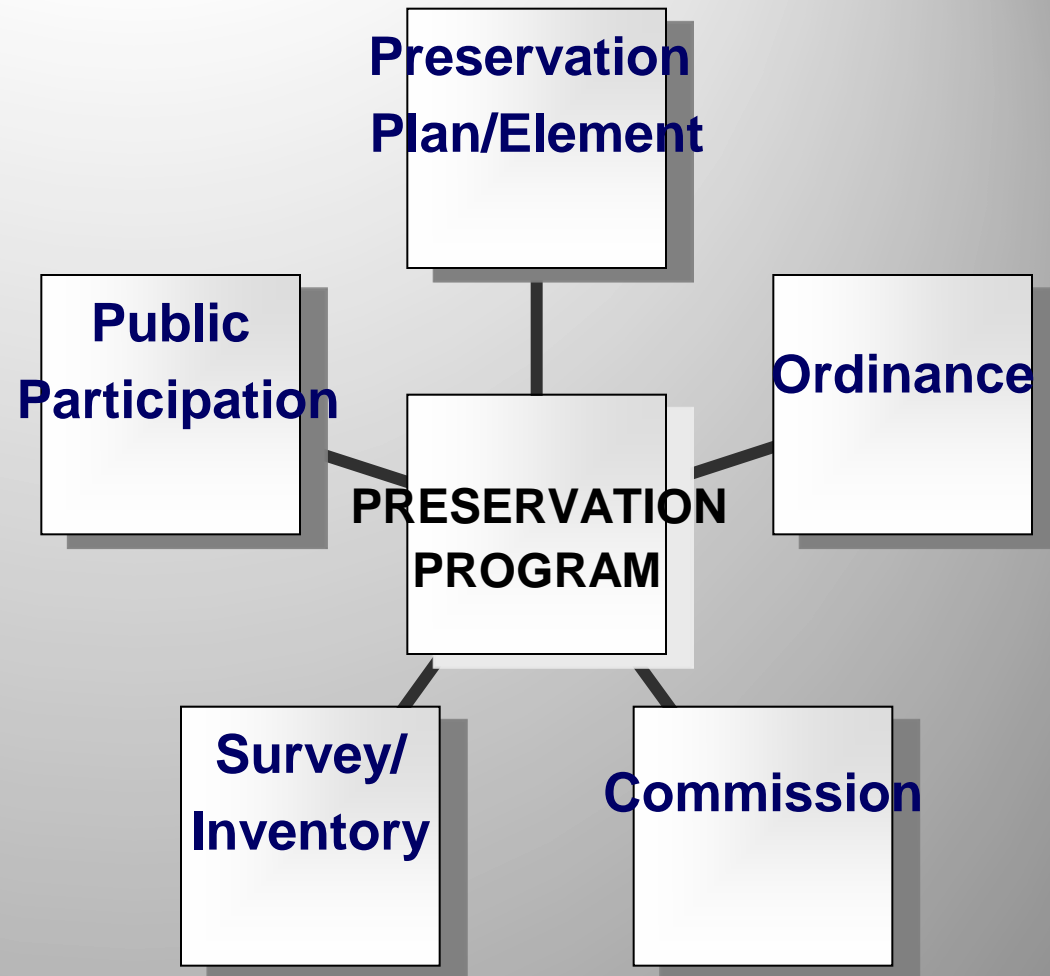 Preservation
Plan/Element
Public
Participation
Ordinance
PRESERVATION
PROGRAM
Survey/
Inventory
Commission